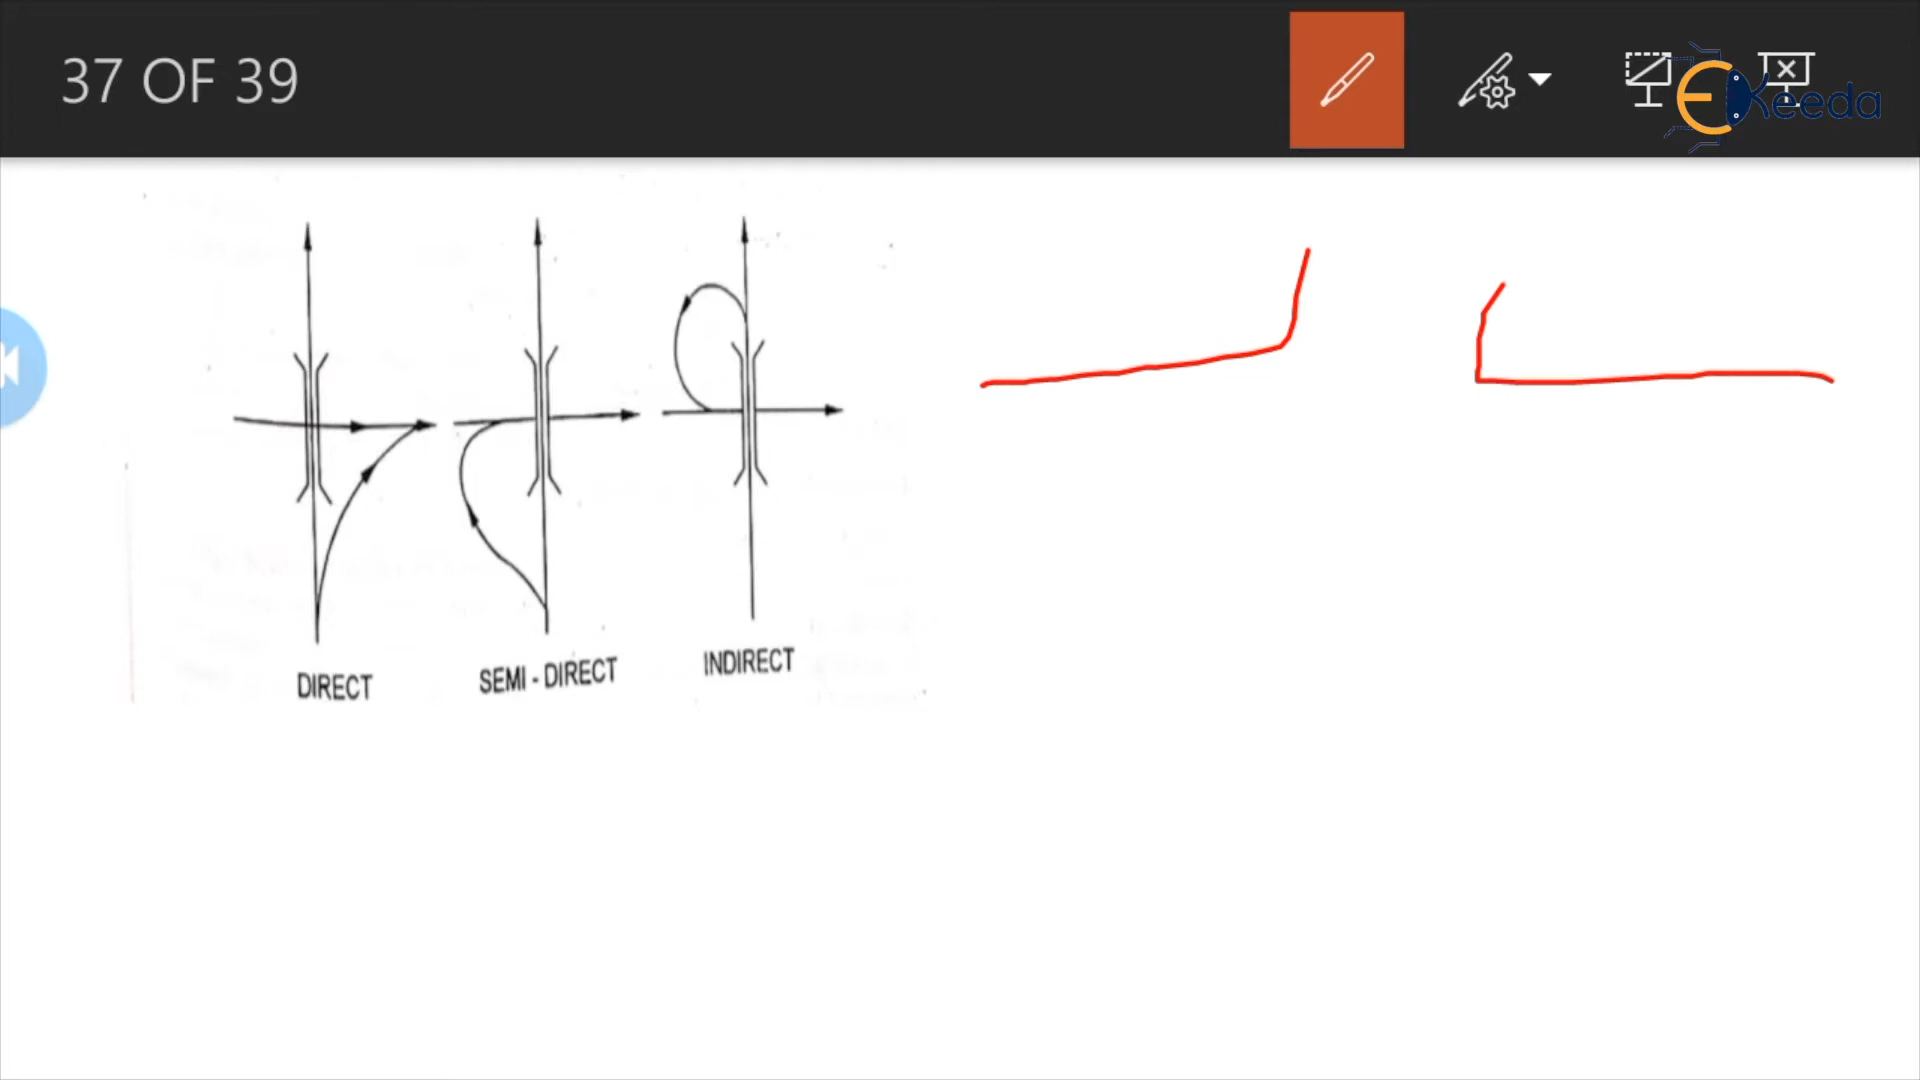 37 OF 39
EKeeda
DIRECT
SEMI - DIRECT
INDIRECT